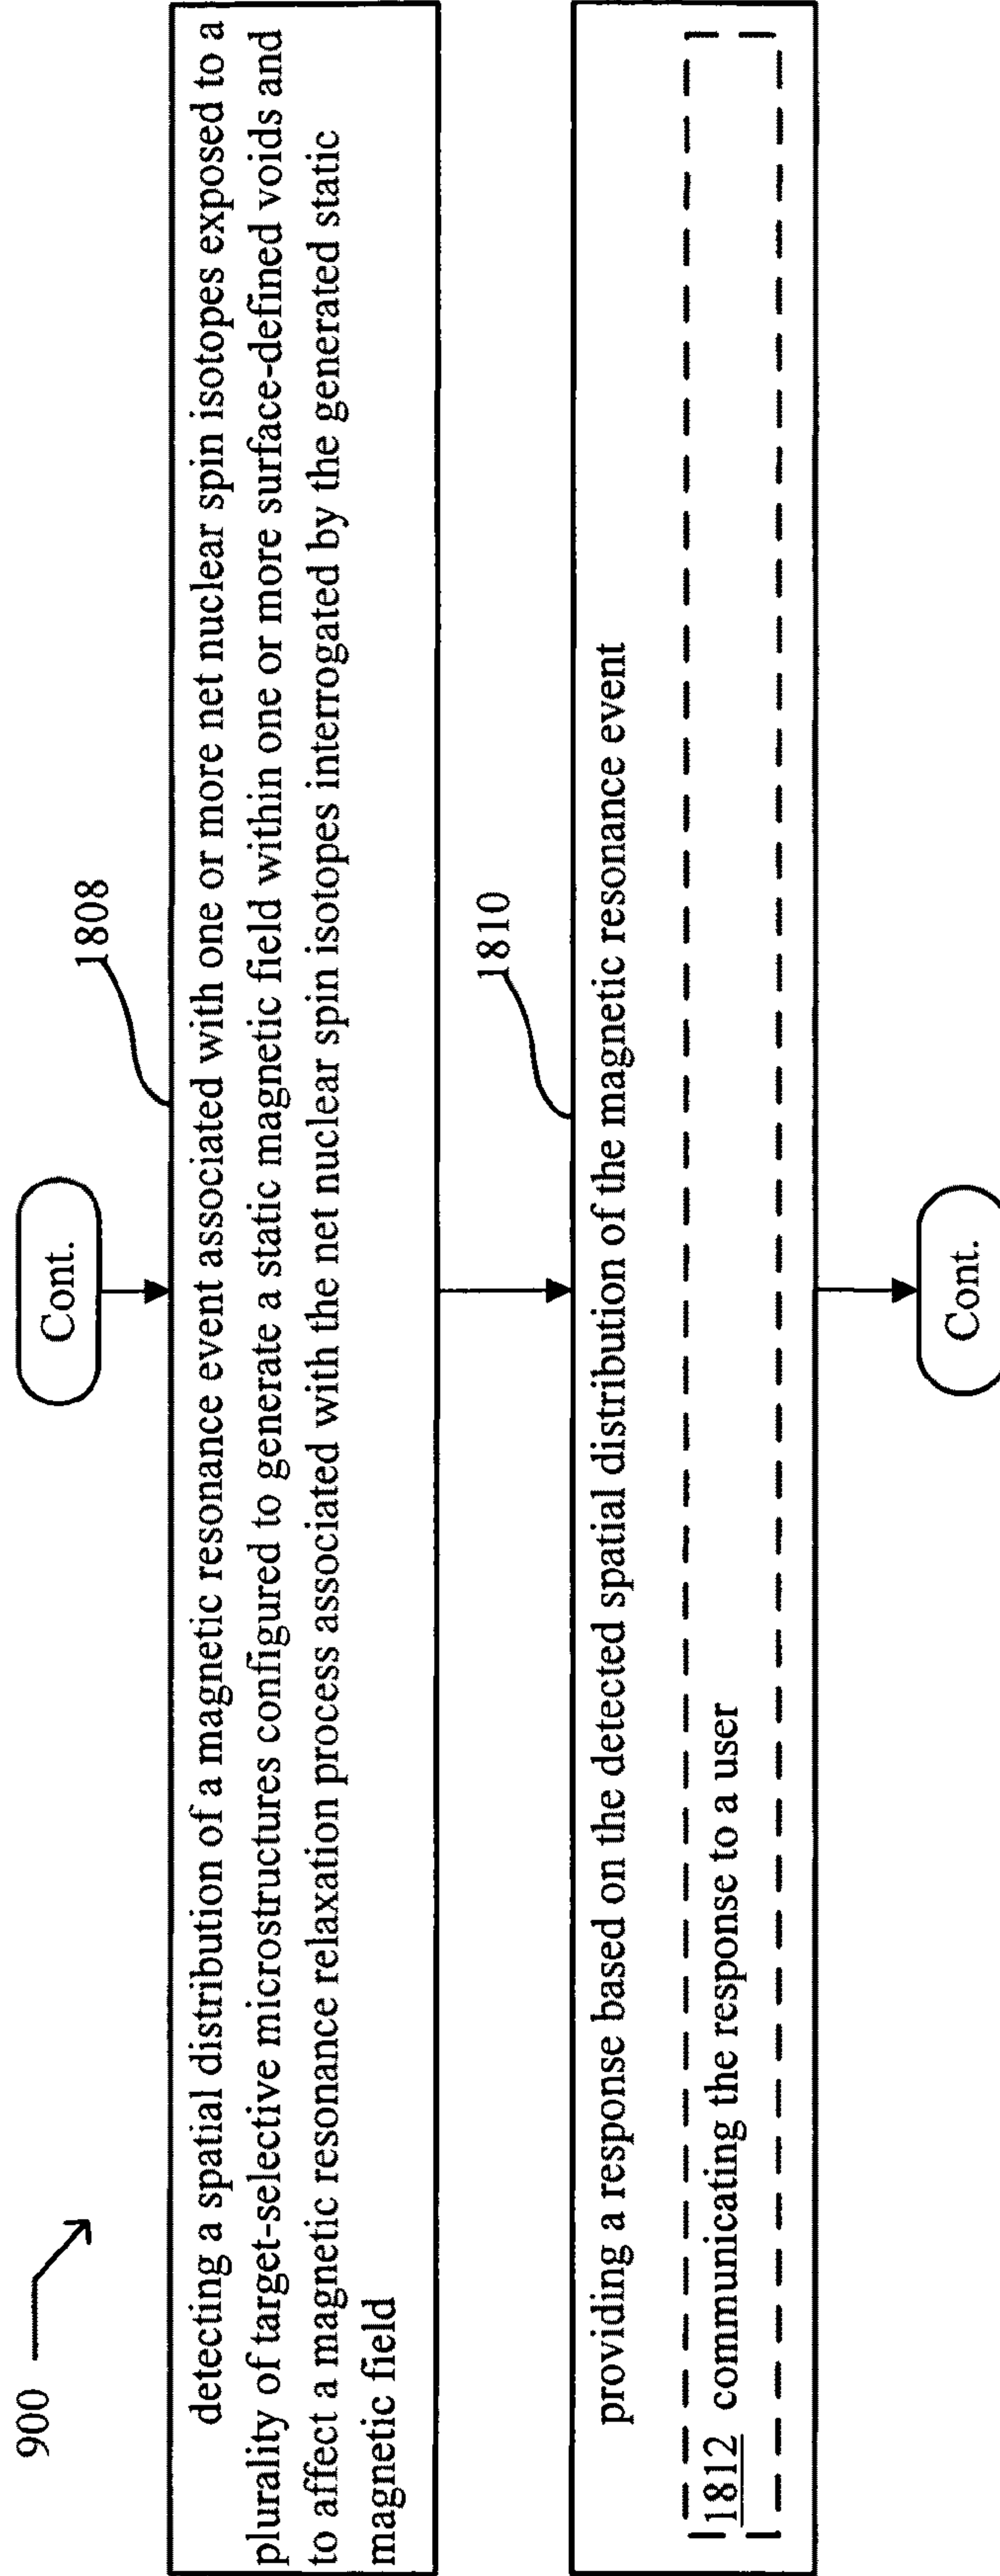 900
Cont.
1808
detecting a spatial distribution of a magnetic resonance event associated with one or more net nuclear spin isotopes exposed to a
plurality of target-selective microstructures configured to generate a static magnetic field within one or more surface-defined voids and
to affect a magnetic resonance relaxation process associated with the net nuclear spin isotopes interrogated by the generated static
magnetic field
1810
providing a response based on the detected spatial distribution of the magnetic resonance event
1812 communicating the response to a user
Cont.